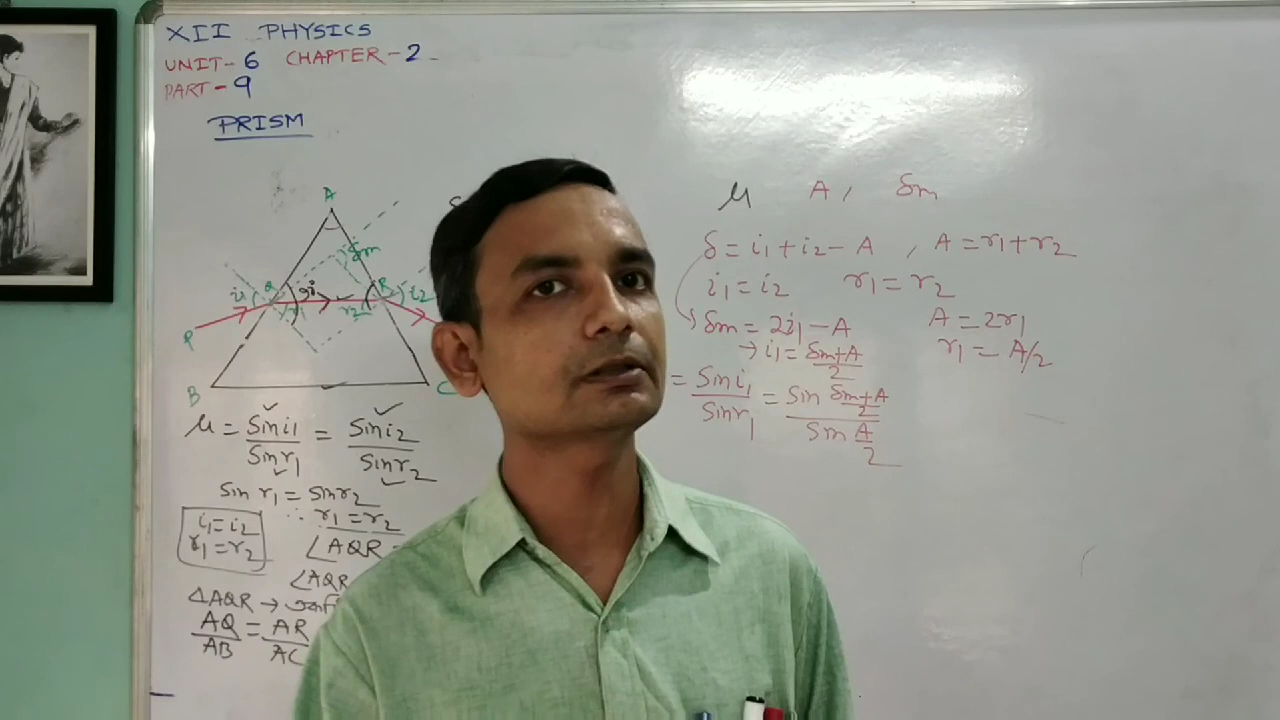 XII PHYSICS
UNIT-6 CHAPTER-2
PART-9
PRISM
A
δm
i1 Q r1 r2 R i2
P
B C
μ = Sin i1 / Sin r1 = Sin i2 / Sin r2
Sin r1 = Sin r2
∴ r1 = r2
i1 = i2
r1 = r2
∠AQR =
∠AQR
△AQR →
AQ/AB = AR/AC
μ A, δm
δ = i1 + i2 − A , A = r1 + r2
i1 = i2 r1 = r2
δm = 2i1 − A A = 2r1
→ i1 = (δm + A)/2 r1 = A/2
= Sin i1 / Sin r1 = Sin (δm + A)/2 / Sin A/2